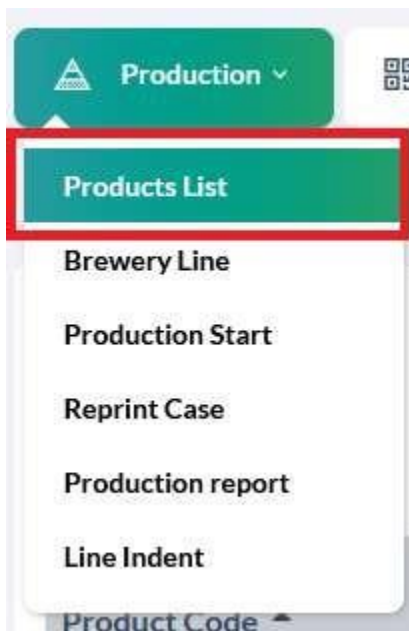 Production
Products List
Brewery Line
Production Start
Reprint Case
Production report
Line Indent
Product Code